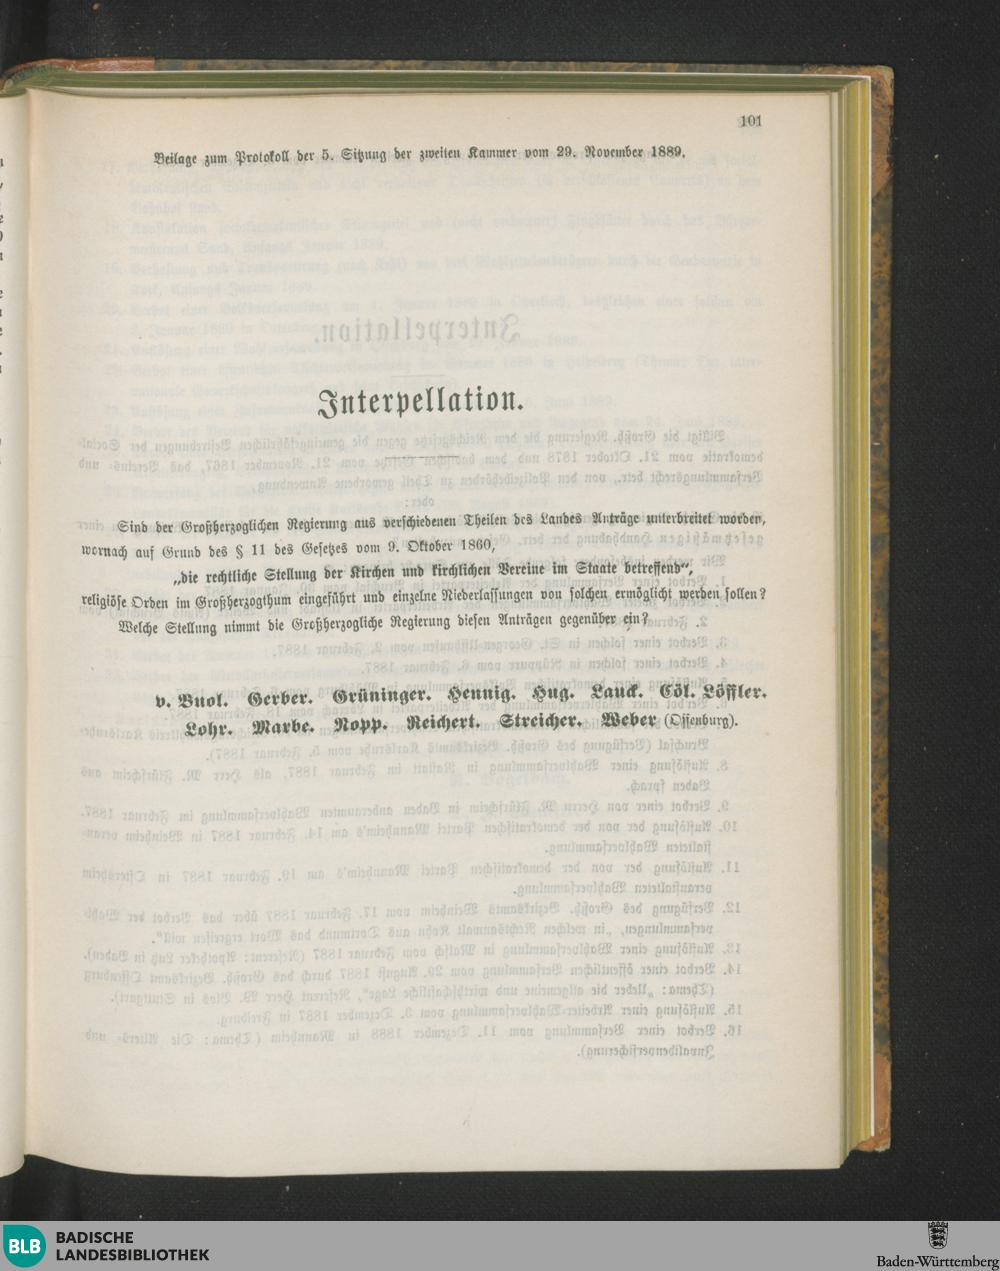 101
Beilage zum Protokoll der 5. Sitzung der zweiten Kammer vom 29. November 1889.
Interpellation.
Sind der Großherzoglichen Regierung aus verschiedenen Theilen des Landes Anträge unterbreitet worden,
wornach auf Grund des § 11 des Gesetzes vom 9. Oktober 1860,
„die rechtliche Stellung der Kirchen und kirchlichen Vereine im Staate betreffend“,
religiöse Orden im Großherzogthum eingeführt und einzelne Niederlassungen von solchen ermöglicht werden sollen?
Welche Stellung nimmt die Großherzogliche Regierung diesen Anträgen gegenüber ein?
v. Buol. Gerber. Grüninger. Hennig. Hug. Lauck. Cöl. Löffler.
Lohr. Marbe. Nopp. Reichert. Streicher. Weber (Offenburg).
BLB BADISCHE
LANDESBIBLIOTHEK
Baden-Württemberg